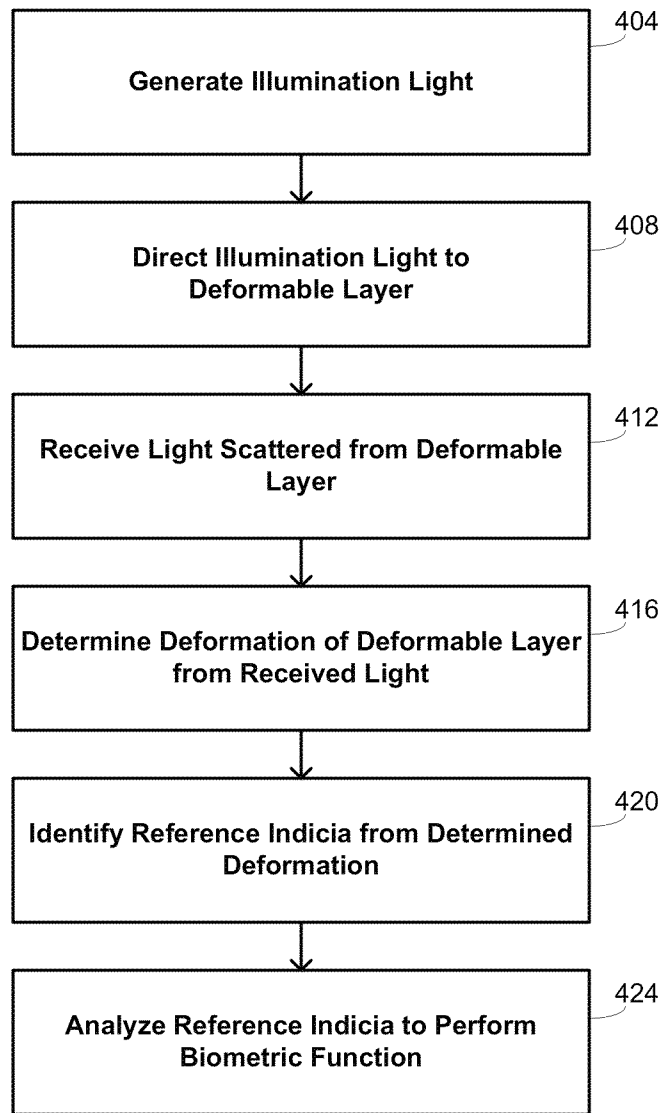 404
Generate Illumination Light
408
Direct Illumination Light to
Deformable Layer
412
Receive Light Scattered from Deformable
Layer
416
Determine Deformation of Deformable Layer
from Received Light
420
Identify Reference Indicia from Determined
Deformation
424
Analyze Reference Indicia to Perform
Biometric Function